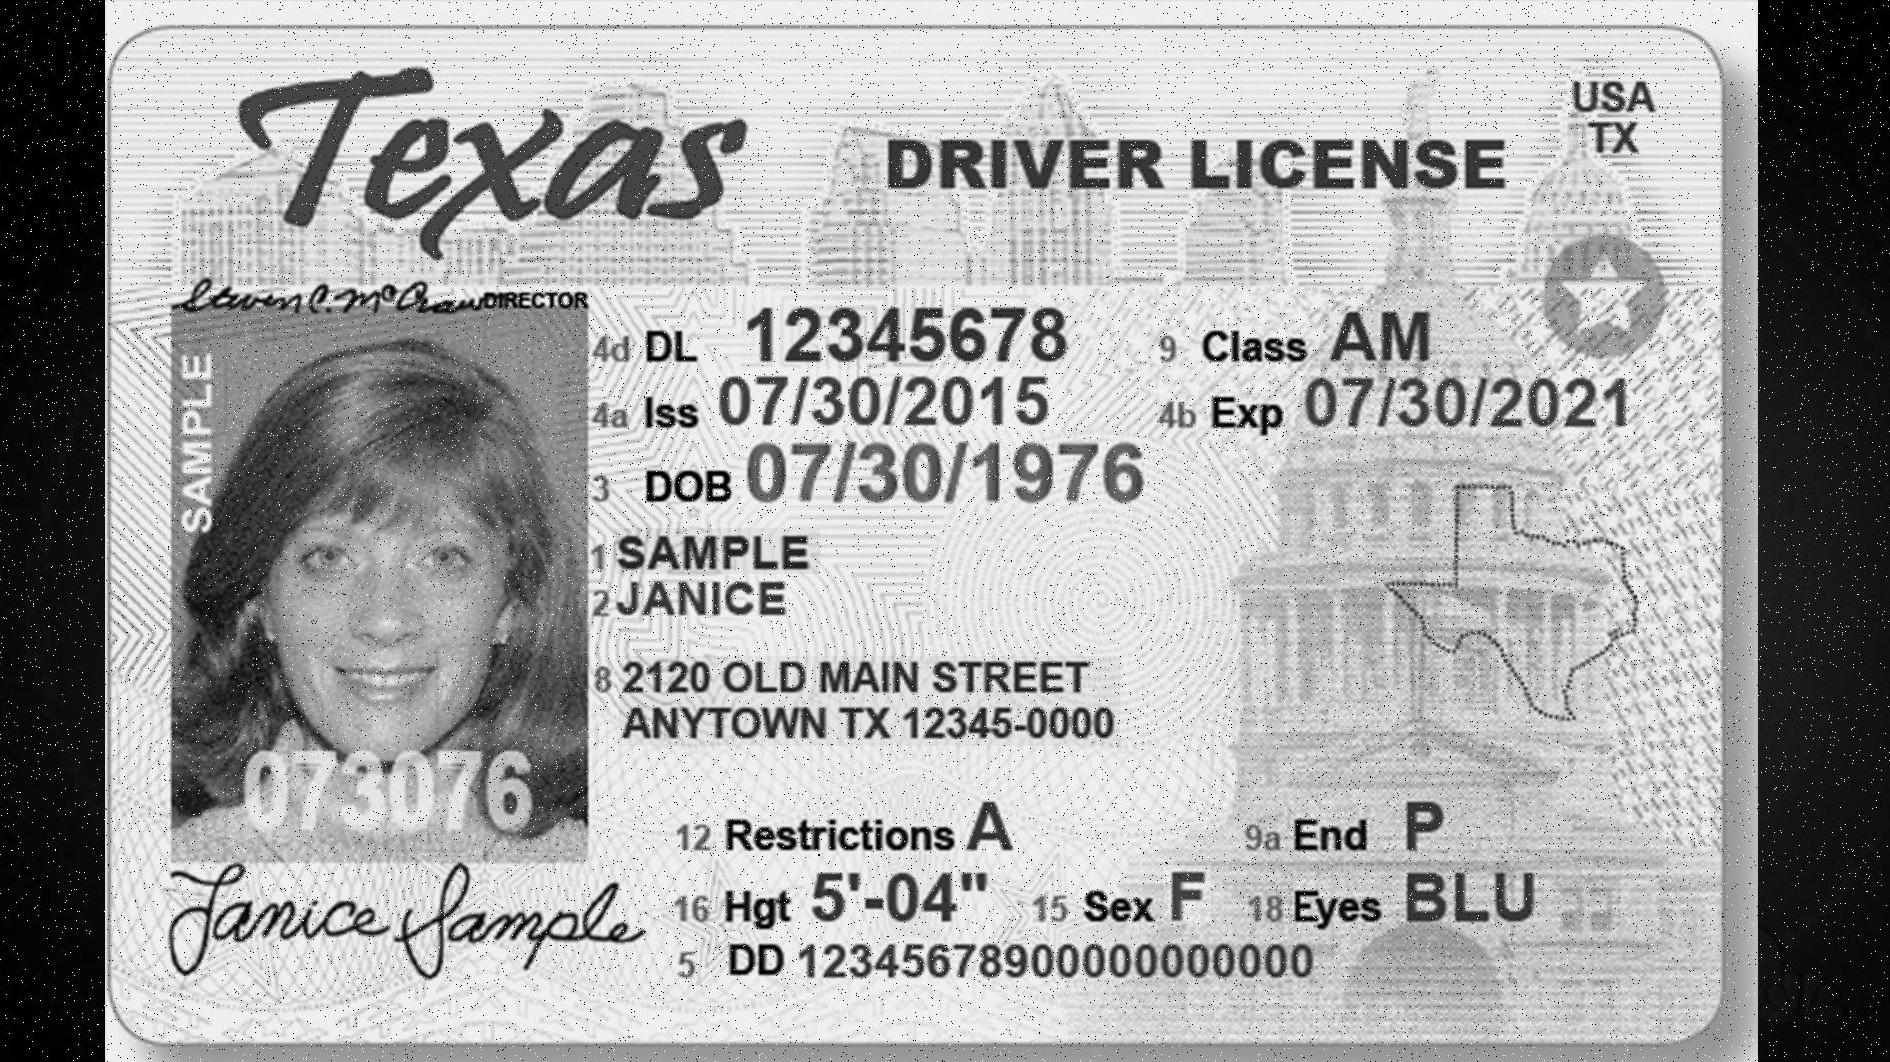 Texas
DRIVER LICENSE
USA
TX
Steven C. McCraw DIRECTOR
4d DL 12345678
9 Class AM
4a Iss 07/30/2015
4b Exp 07/30/2021
3 DOB 07/30/1976
1 SAMPLE
2 JANICE
8 2120 OLD MAIN STREET
ANYTOWN TX 12345-0000
SAMPLE
073076
12 Restrictions A
9a End P
16 Hgt 5'-04" 15 Sex F 18 Eyes BLU
5 DD 12345678900000000000
Janice Sample